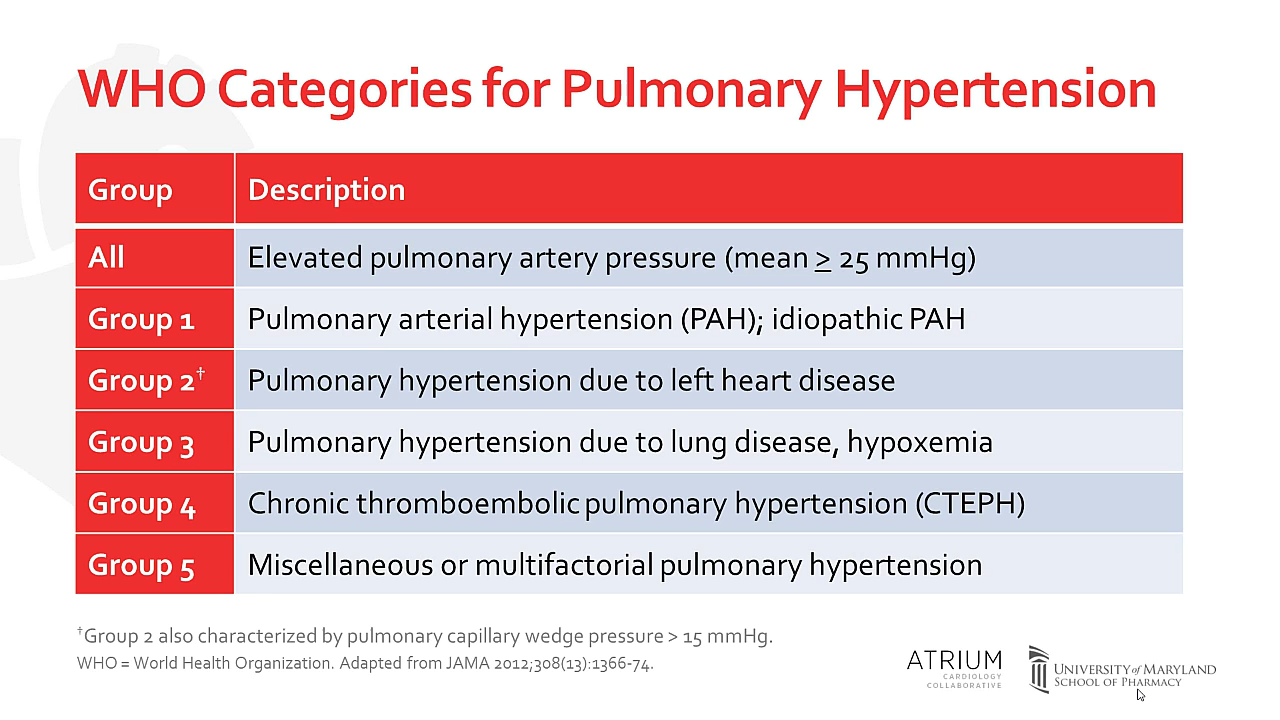 WHO Categories for Pulmonary Hypertension
Group Description
All Elevated pulmonary artery pressure (mean ≥ 25 mmHg)
Group 1 Pulmonary arterial hypertension (PAH); idiopathic PAH
Group 2† Pulmonary hypertension due to left heart disease
Group 3 Pulmonary hypertension due to lung disease, hypoxemia
Group 4 Chronic thromboembolic pulmonary hypertension (CTEPH)
Group 5 Miscellaneous or multifactorial pulmonary hypertension
†Group 2 also characterized by pulmonary capillary wedge pressure > 15 mmHg.
WHO = World Health Organization. Adapted from JAMA 2012;308(13):1366-74.
ATRIUM
CARDIOLOGY
COLLABORATIVE
UNIVERSITY of MARYLAND
SCHOOL OF PHARMACY